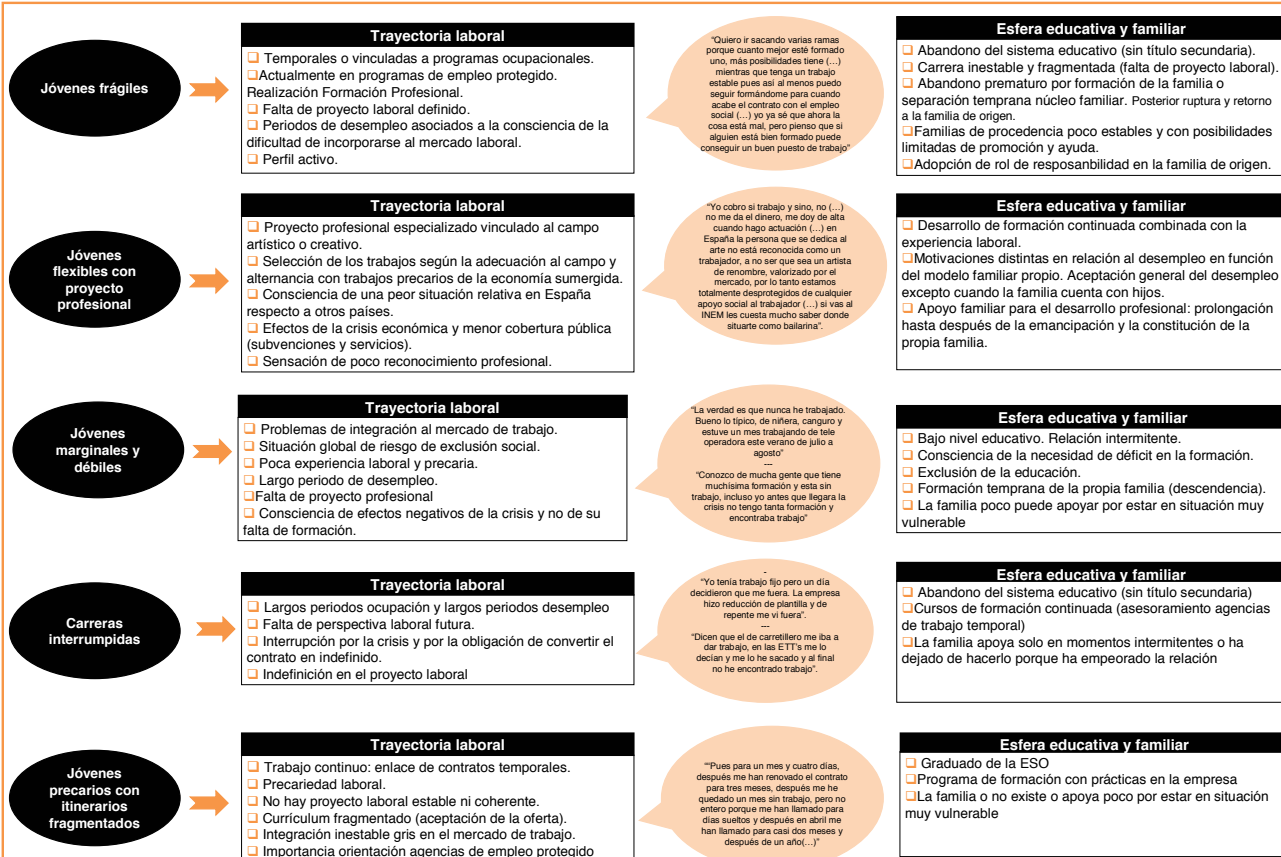 Jóvenes frágiles
Trayectoria laboral
❑ Temporales o vinculadas a programas ocupacionales.
❑Actualmente en programas de empleo protegido.
Realización Formación Profesional.
❑ Falta de proyecto laboral definido.
❑ Periodos de desempleo asociados a la consciencia de la
dificultad de incorporarse al mercado laboral.
❑ Perfil activo.
“Quiero ir sacando varias ramas
porque cuanto mejor esté formado
uno, más posibilidades tiene (…)
mientras que tenga un trabajo
estable pues así al menos puedo
seguir formándome para cuando
acabe el contrato con el empleo
social (…) yo ya sé que ahora la
cosa está mal, pero pienso que si
alguien está bien formado puede
conseguir un buen puesto de trabajo”
Esfera educativa y familiar
❑ Abandono del sistema educativo (sin título secundaria).
❑ Carrera inestable y fragmentada (falta de proyecto laboral).
❑ Abandono prematuro por formación de la familia o
separación temprana núcleo familiar. Posterior ruptura y retorno
a la familia de origen.
❑Familias de procedencia poco estables y con posibilidades
limitadas de promoción y ayuda.
❑Adopción de rol de resposanbilidad en la familia de origen.
Jóvenes
flexibles con
proyecto
profesional
Trayectoria laboral
❑ Proyecto profesional especializado vinculado al campo
artístico o creativo.
❑ Selección de los trabajos según la adecuación al campo y
alternancia con trabajos precarios de la economía sumergida.
❑ Consciencia de una peor situación relativa en España
respecto a otros países.
❑ Efectos de la crisis económica y menor cobertura pública
(subvenciones y servicios).
❑ Sensación de poco reconocimiento profesional.
“Yo cobro si trabajo y sino, no (…)
no me da el dinero, me doy de alta
cuando hago actuación (…) en
España la persona que se dedica al
arte no está reconocida como un
trabajador, a no ser que sea un artista
de renombre, valorizado por el
mercado, por lo tanto estamos
totalmente desprotegidos de cualquier
apoyo social al trabajador (…) si vas al
INEM les cuesta mucho saber donde
situarte como bailarina”.
Esfera educativa y familiar
❑ Desarrollo de formación continuada combinada con la
experiencia laboral.
❑Motivaciones distintas en relación al desempleo en función
del modelo familiar propio. Aceptación general del desempleo
excepto cuando la familia cuenta con hijos.
❑ Apoyo familiar para el desarrollo profesional: prolongación
hasta después de la emancipación y la constitución de la
propia familia.
Jóvenes
marginales y
débiles
Trayectoria laboral
❑ Problemas de integración al mercado de trabajo.
❑ Situación global de riesgo de exclusión social.
❑ Poca experiencia laboral y precaria.
❑ Largo periodo de desempleo.
❑Falta de proyecto profesional
❑ Consciencia de efectos negativos de la crisis y no de su
falta de formación.
“La verdad es que nunca he trabajado.
Bueno lo típico, de niñera, canguro y
estuve un mes trabajando de tele
operadora este verano de julio a
agosto”
---
“Conozco de mucha gente que tiene
muchísima formación y esta sin
trabajo, incluso yo antes que llegara la
crisis no tengo tanta formación y
encontraba trabajo”
Esfera educativa y familiar
❑ Bajo nivel educativo. Relación intermitente.
❑ Consciencia de la necesidad de déficit en la formación.
❑ Exclusión de la educación.
❑ Formación temprana de la propia familia (descendencia).
❑ La familia poco puede apoyar por estar en situación muy
vulnerable
Carreras
interrumpidas
Trayectoria laboral
❑ Largos periodos ocupación y largos periodos desempleo
❑ Falta de perspectiva laboral futura.
❑ Interrupción por la crisis y por la obligación de convertir el
contrato en indefinido.
❑ Indefinición en el proyecto laboral
-
“Yo tenía trabajo fijo pero un día
decidieron que me fuera. La empresa
hizo reducción de plantilla y de
repente me vi fuera”.
---
“Dicen que el de carretillero me iba a
dar trabajo, en las ETT’s me lo
decían y me lo he sacado y al final
no he encontrado trabajo”.
Esfera educativa y familiar
❑ Abandono del sistema educativo (sin título secundaria)
❑Cursos de formación continuada (asesoramiento agencias
de trabajo temporal)
❑La familia apoya solo en momentos intermitentes o ha
dejado de hacerlo porque ha empeorado la relación
Jóvenes
precarios con
itinerarios
fragmentados
Trayectoria laboral
❑ Trabajo continuo: enlace de contratos temporales.
❑ Precariedad laboral.
❑ No hay proyecto laboral estable ni coherente.
❑ Currículum fragmentado (aceptación de la oferta).
❑ Integración inestable gris en el mercado de trabajo.
❑ Importancia orientación agencias de empleo protegido
““Pues para un mes y cuatro días,
después me han renovado el contrato
para tres meses, después me he
quedado un mes sin trabajo, pero no
entero porque me han llamado para
días sueltos y después en abril me
han llamado para casi dos meses y
después de un año(…)”
Esfera educativa y familiar
❑ Graduado de la ESO
❑Programa de formación con prácticas en la empresa
❑La familia o no existe o apoya poco por estar en situación
muy vulnerable